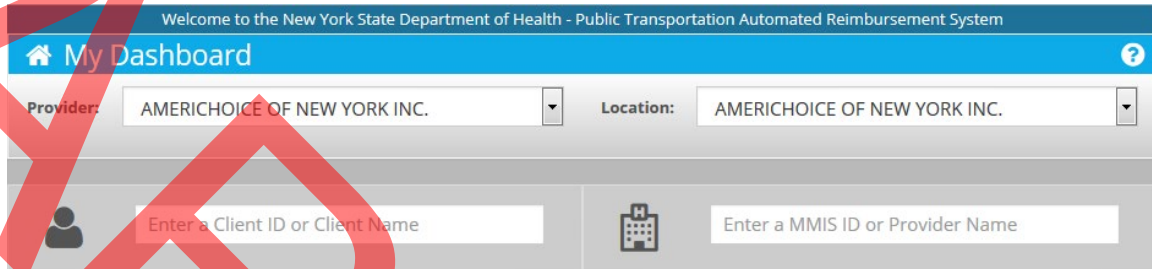 Welcome to the New York State Department of Health - Public Transportation Automated Reimbursement System
My Dashboard ?
Provider: AMERICHOICE OF NEW YORK INC. Location: AMERICHOICE OF NEW YORK INC.
Enter a Client ID or Client Name H Enter a MMIS ID or Provider Name